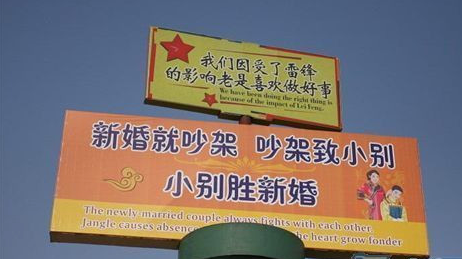 我们因受了雷锋
的影响老是喜欢做好事
We have been doing the right thing is
because of the impact of Lei Feng.
新婚就吵架 吵架致小别
小别胜新婚
The newly married couple always fights with each other
Jangle causes absence the heart grow fonder